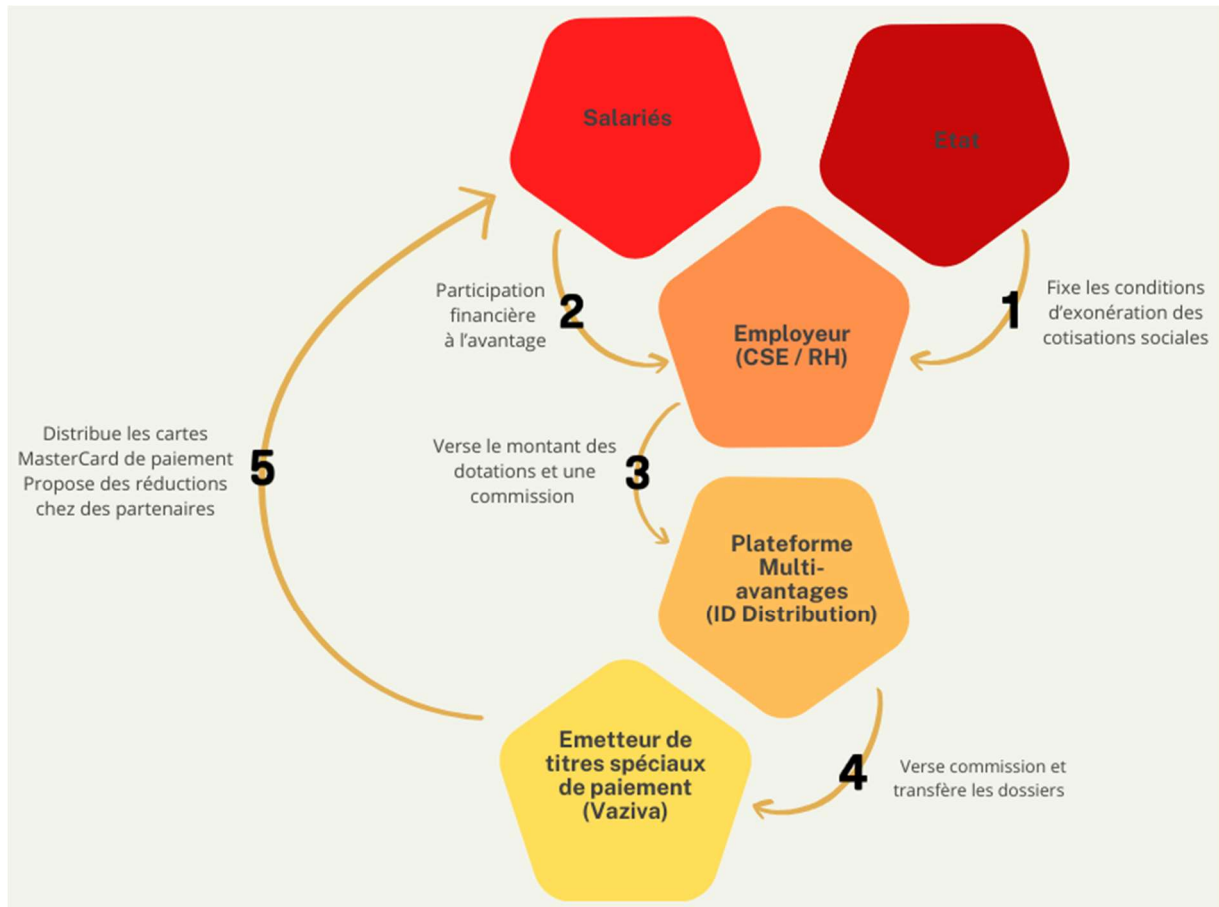 Salariés
Etat
1
Fixe les conditions
d'exonération des
cotisations sociales
Participation
financière
à l'avantage
2
Employeur
(CSE / RH)
Verse le montant des
dotations et une
commission
3
Plateforme
Multi-
avantages
(ID Distribution)
4
Verse commission et
transfère les dossiers
Emetteur de
titres spéciaux
de paiement
(Vaziva)
Distribue les cartes
MasterCard de paiement
Propose des réductions
chez des partenaires
5